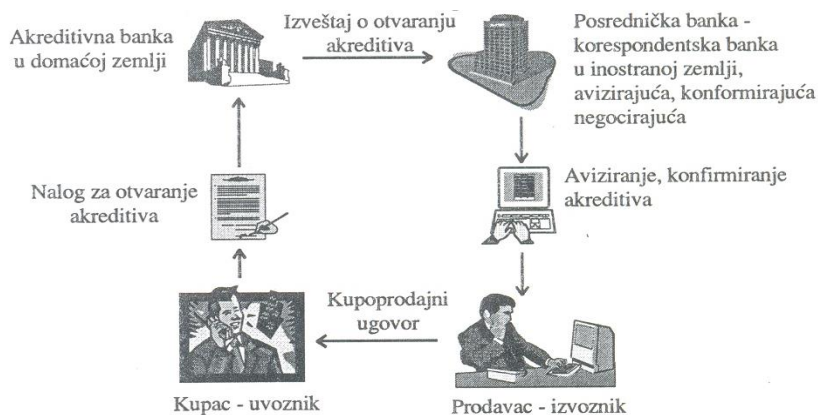 Akreditivna banka
u domaćoj zemlji
Izveštaj o otvaranju
akreditiva
Posrednička banka -
korespondentska banka
u inostranoj zemlji,
avizirajuća, konformirajuća
negocirajuća
Nalog za otvaranje
akreditiva
Aviziranje, konfirmiranje
akreditiva
Kupoprodajni
ugovor
Kupac - uvoznik
Prodavac - izvoznik